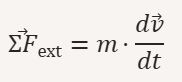 ΣF⃗ext = m · dv⃗/dt